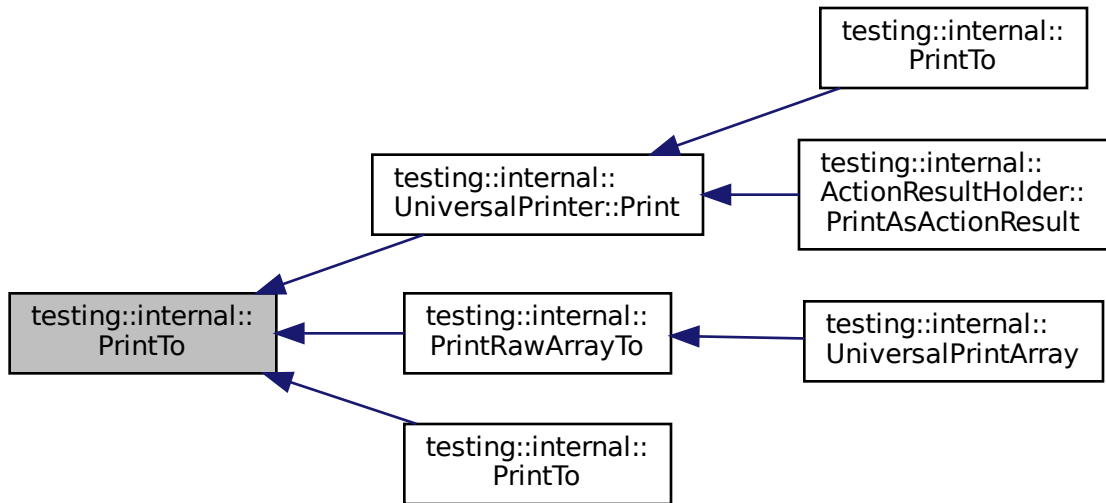 testing::internal::
PrintTo
testing::internal::
UniversalPrinter::Print
testing::internal::
ActionResultHolder::
PrintAsActionResult
testing::internal::
PrintTo
testing::internal::
PrintRawArrayTo
testing::internal::
UniversalPrintArray
testing::internal::
PrintTo